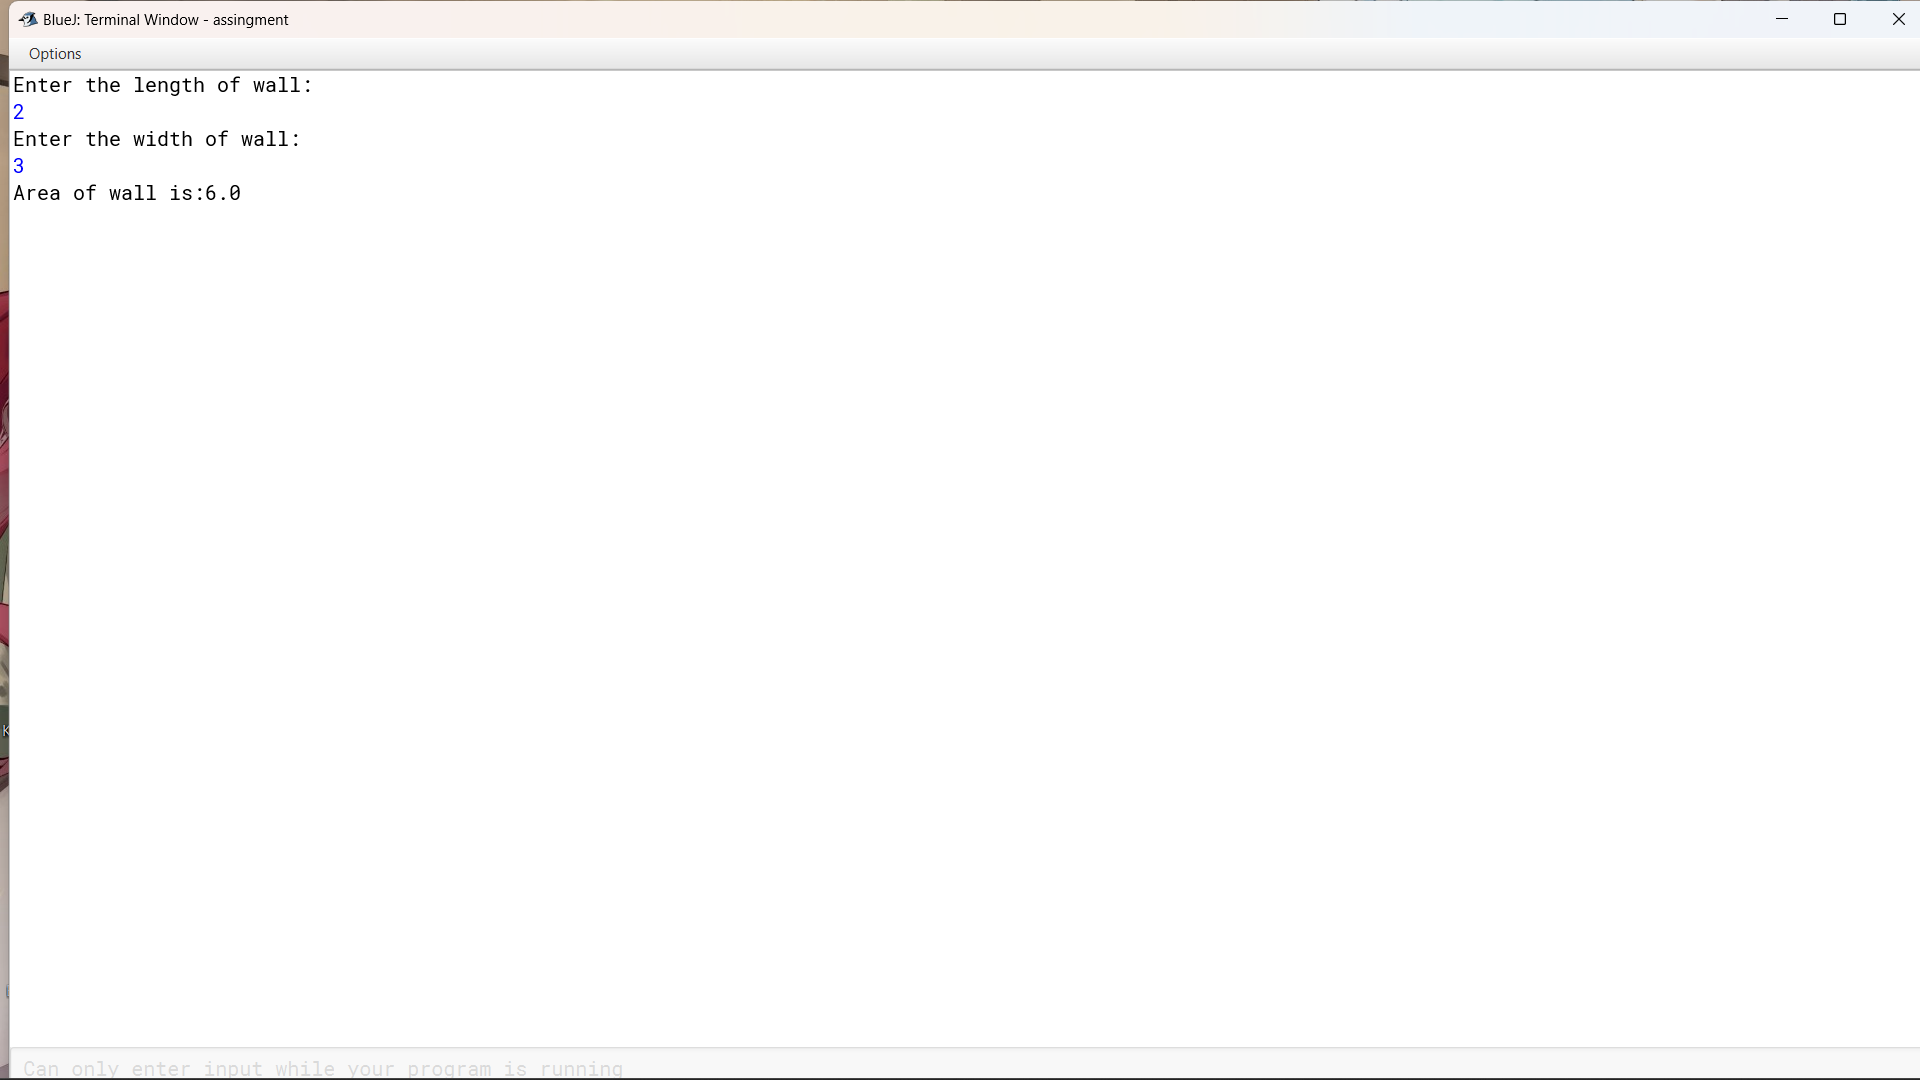 BlueJ: Terminal Window - assingment
Options
Enter the length of wall:
2
Enter the width of wall:
3
Area of wall is:6.0
K
Can only enter input while your program is running